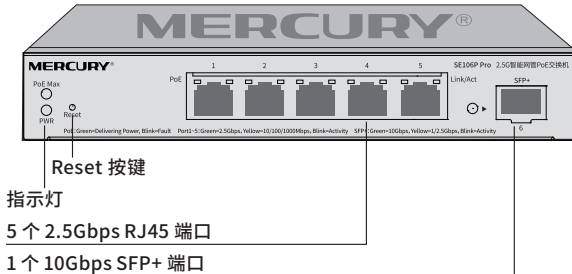 MERCURY®
MERCURY®
1 2 3 4 5
SE106P Pro 2.5G智能网管PoE交换机
PoE Max
PoE
Link/Act
SFP+
Reset
PWR
6
PoE:Green=Delivering Power, Blink=Fault Port1-5:Green=2.5Gbps, Yellow=10/100/1000Mbps, Blink=Activity SFP+:Green=10Gbps, Yellow=1/2.5Gbps, Blink=Activity
Reset 按键
指示灯
5 个 2.5Gbps RJ45 端口
1 个 10Gbps SFP+ 端口